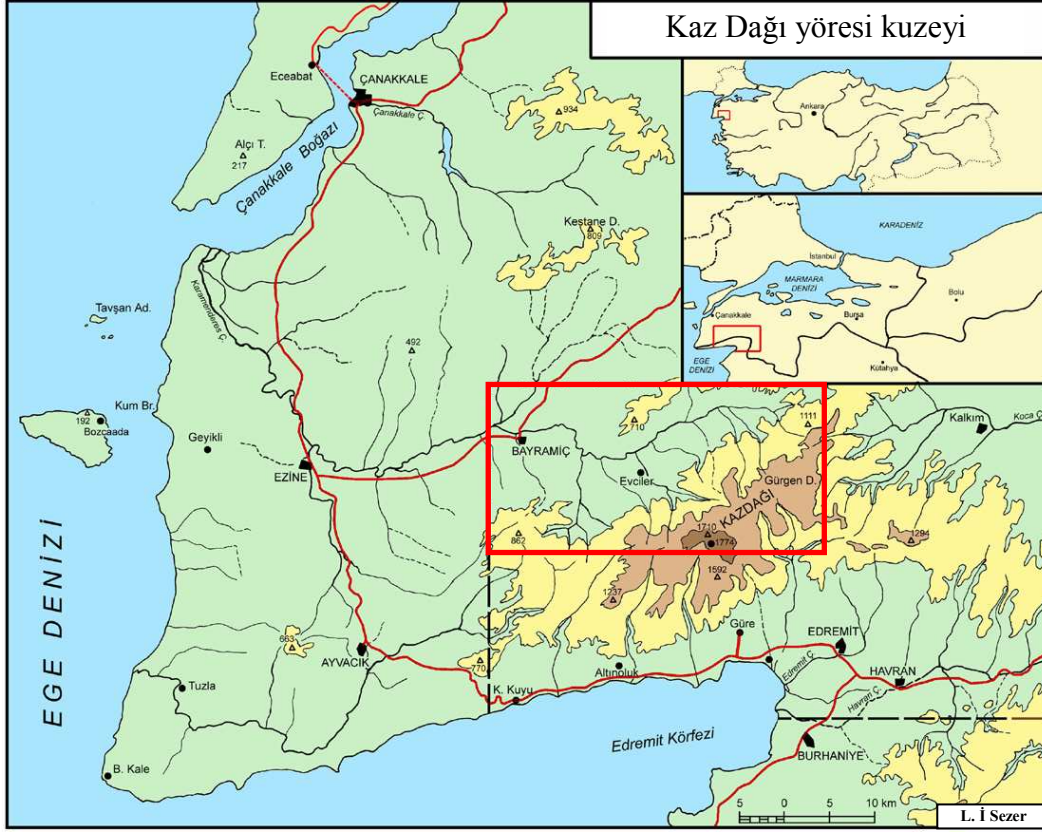 Kaz Dağı yöresi kuzeyi
Eceabat
ÇANAKKALE
Çanakkale Ç.
934
Alçı T.
217
Çanakkale Boğazı
Kestane D.
809
Ankara
KARADENİZ
İstanbul
MARMARA
DENİZİ
Bolu
Çanakkale
Bursa
EGE
DENİZİ
Kütahya
Karamenderes Ç.
Tavşan Ad.
492
192
Kum Br.
Bozcaada
Geyikli
EZİNE
BAYRAMİÇ
710
1111
Kalkım
Koca Ç.
Evciler
Gürgen D.
KAZDAĞI
862
1710
1774
1294
1592
1237
EGE DENİZİ
663
AYVACIK
770
Güre
EDREMİT
Altınoluk
Edremit Ç.
HAVRAN
Tuzla
K. Kuyu
Havran Ç.
Edremit Körfezi
BURHANİYE
B. Kale
5 0 5 10 km
L. İ Sezer